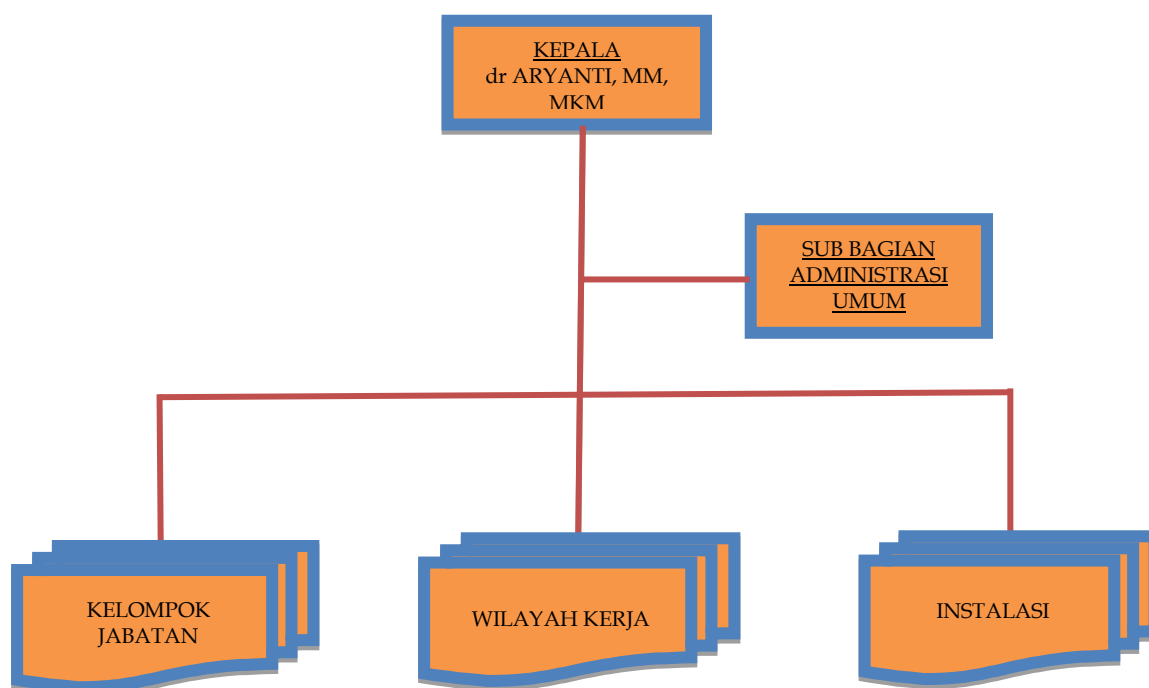 KEPALA
dr ARYANTI, MM,
MKM
SUB BAGIAN
ADMINISTRASI
UMUM
KELOMPOK
JABATAN
WILAYAH KERJA
INSTALASI